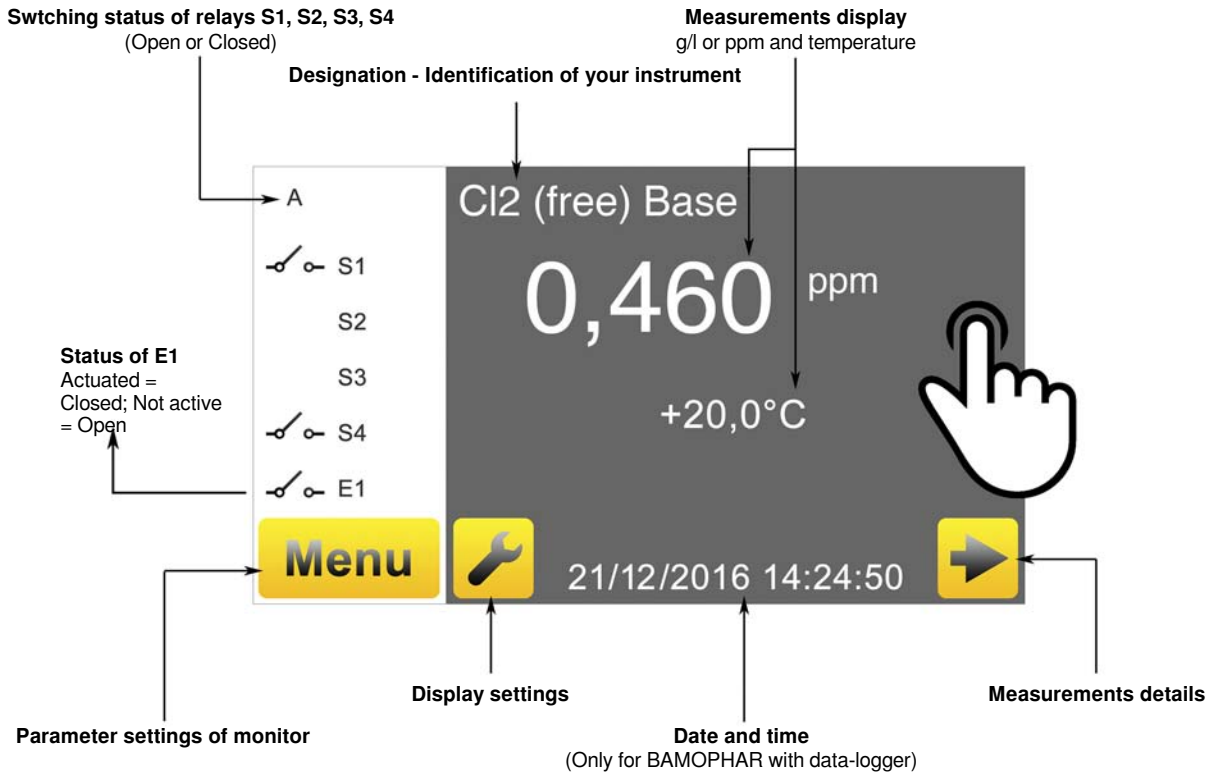 Swtching status of relays S1, S2, S3, S4
(Open or Closed)
Measurements display
g/l or ppm and temperature
Designation - Identification of your instrument
A
Cl2 (free) Base
S1
0,460 ppm
S2
Status of E1
Actuated =
Closed; Not active
= Open
S3
+20,0°C
S4
E1
Menu
21/12/2016 14:24:50
Display settings
Measurements details
Parameter settings of monitor
Date and time
(Only for BAMOPHAR with data-logger)